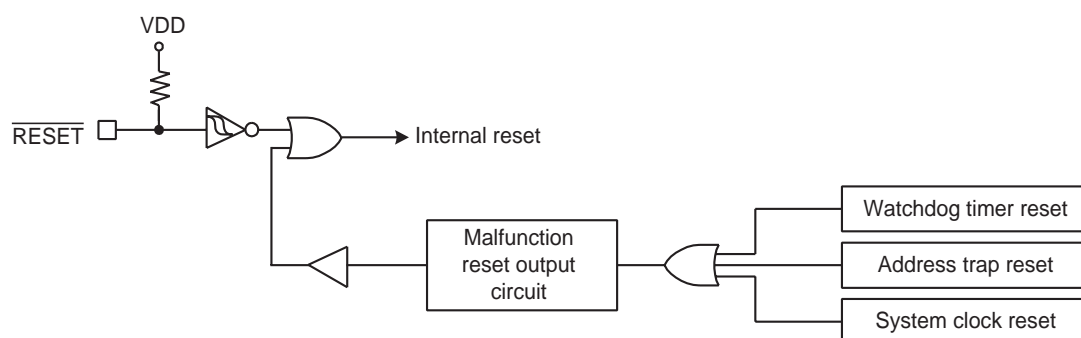 VDD
RESET
Internal reset
Watchdog timer reset
Malfunction
reset output
circuit
Address trap reset
System clock reset